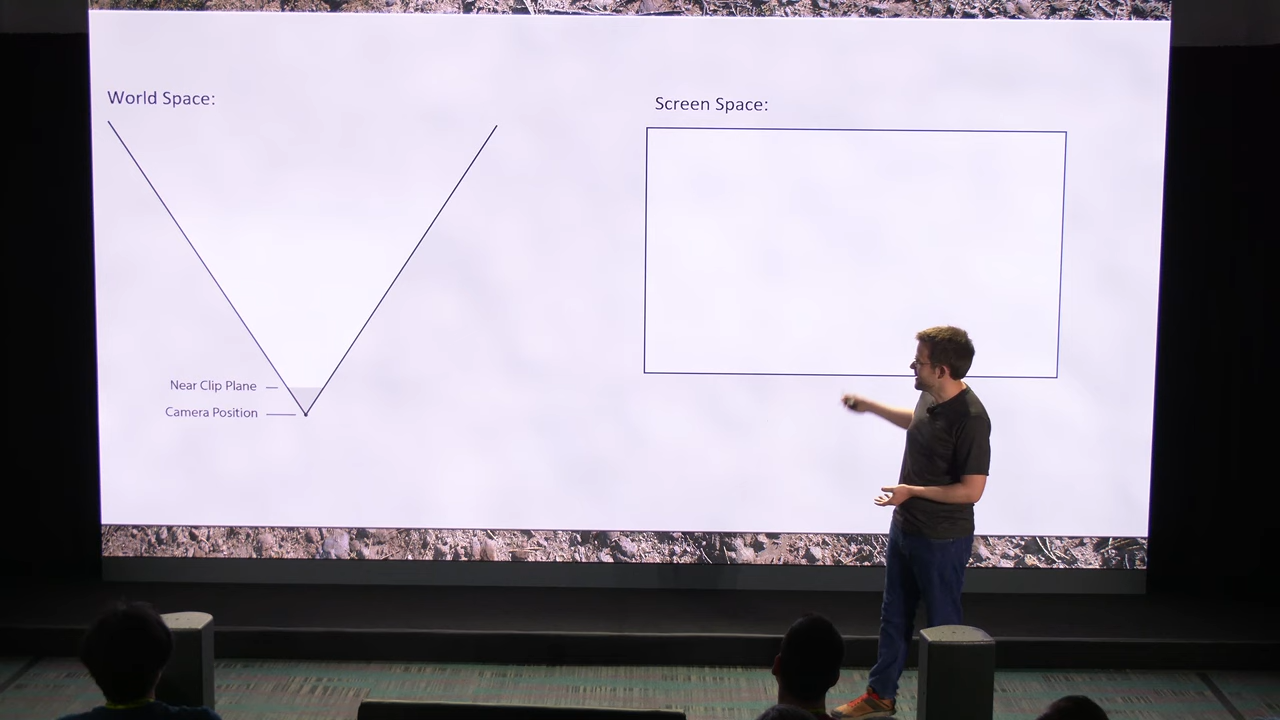 World Space:
Screen Space:
Near Clip Plane
Camera Position